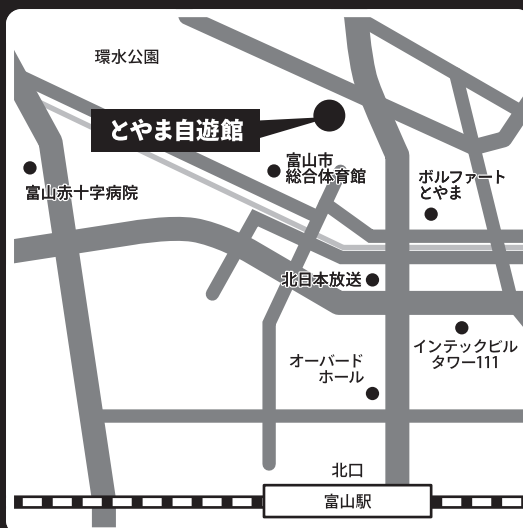 環水公園
とやま自遊館
富山市
総合体育館
ボルファート
とやま
富山赤十字病院
北日本放送
インテックビル
タワー111
オーバード
ホール
北口
富山駅